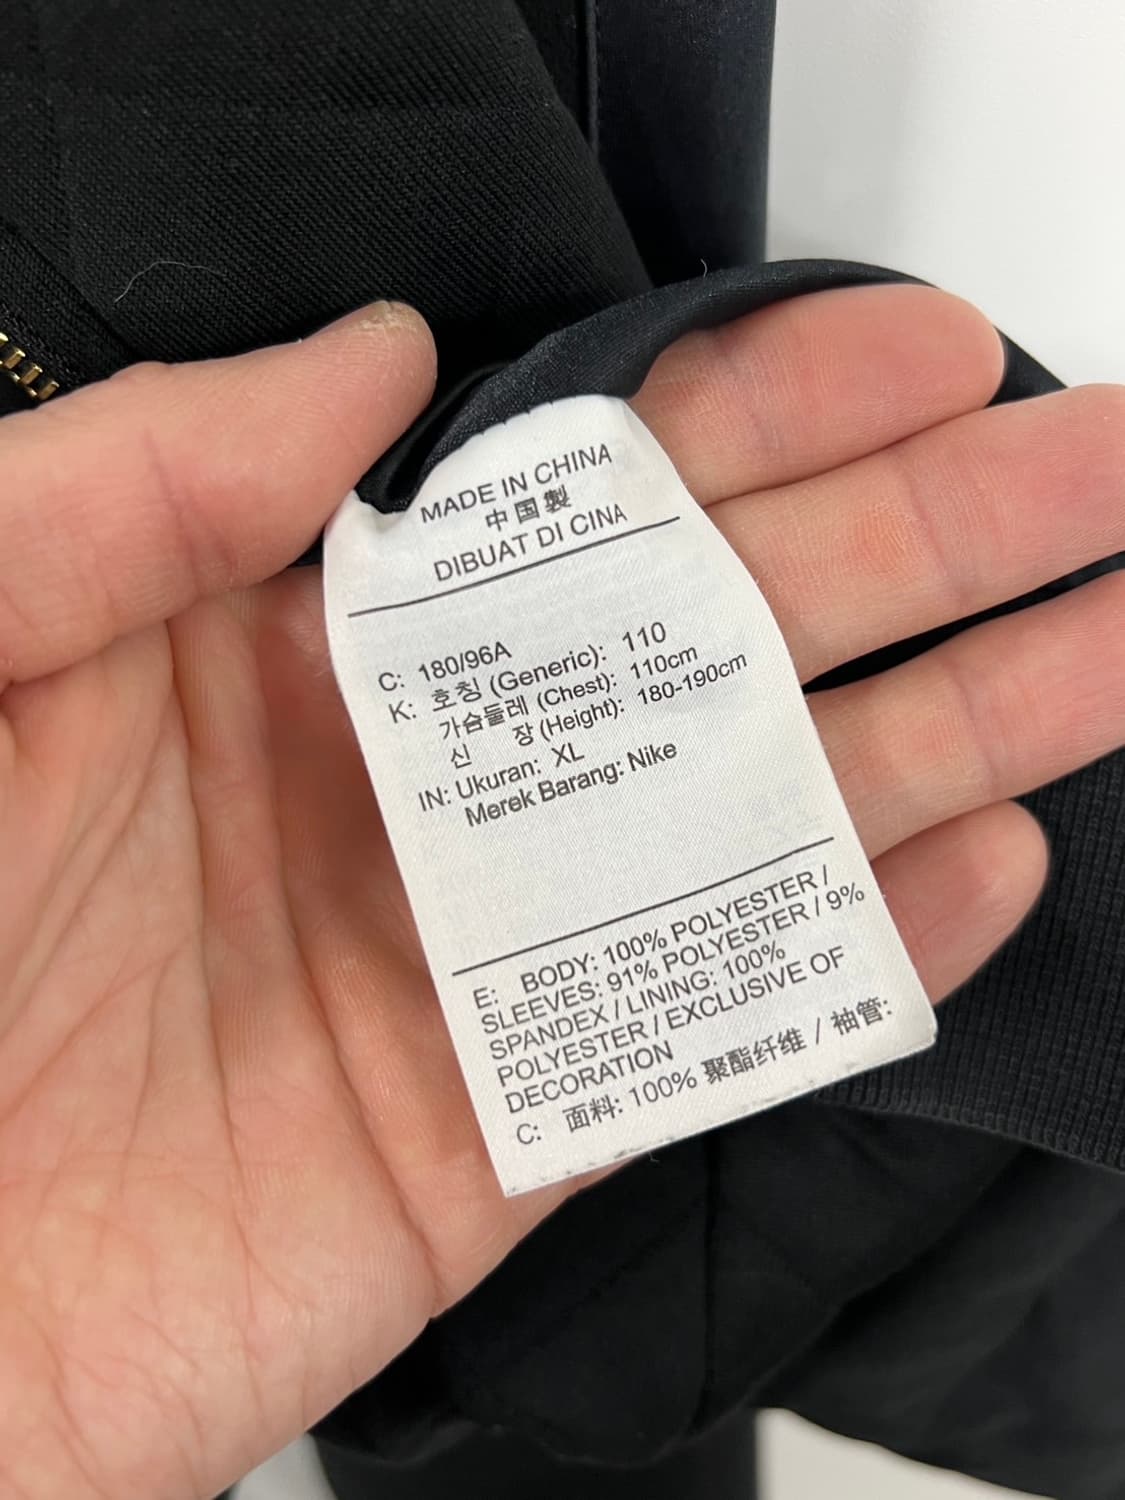 MADE IN CHINA
中国製
DIBUAT DI CINA
C: 180/96A
K: 호칭 (Generic): 110
가슴둘레 (Chest): 110cm
신 장 (Height): 180-190cm
IN: Ukuran: XL
Merek Barang: Nike
E: BODY: 100% POLYESTER /
SLEEVES: 91% POLYESTER / 9%
SPANDEX / LINING: 100%
POLYESTER / EXCLUSIVE OF
DECORATION
C: 面料: 100% 聚酯纤维 / 袖管: